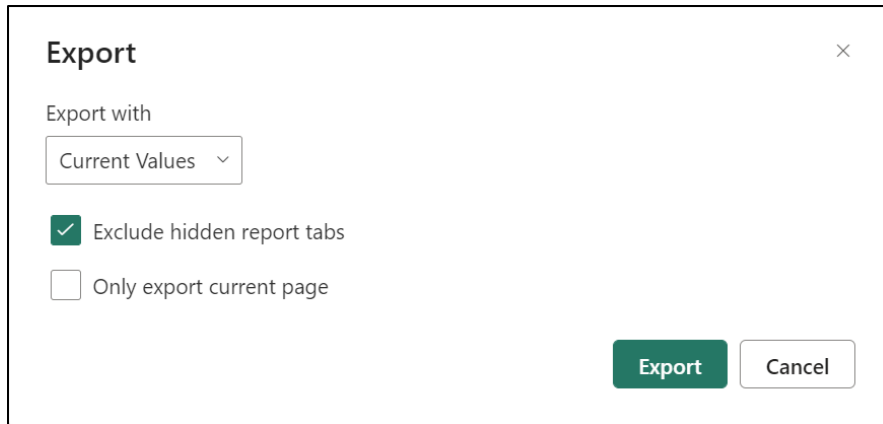 Export
Export with
Current Values
Exclude hidden report tabs
Only export current page
Export
Cancel